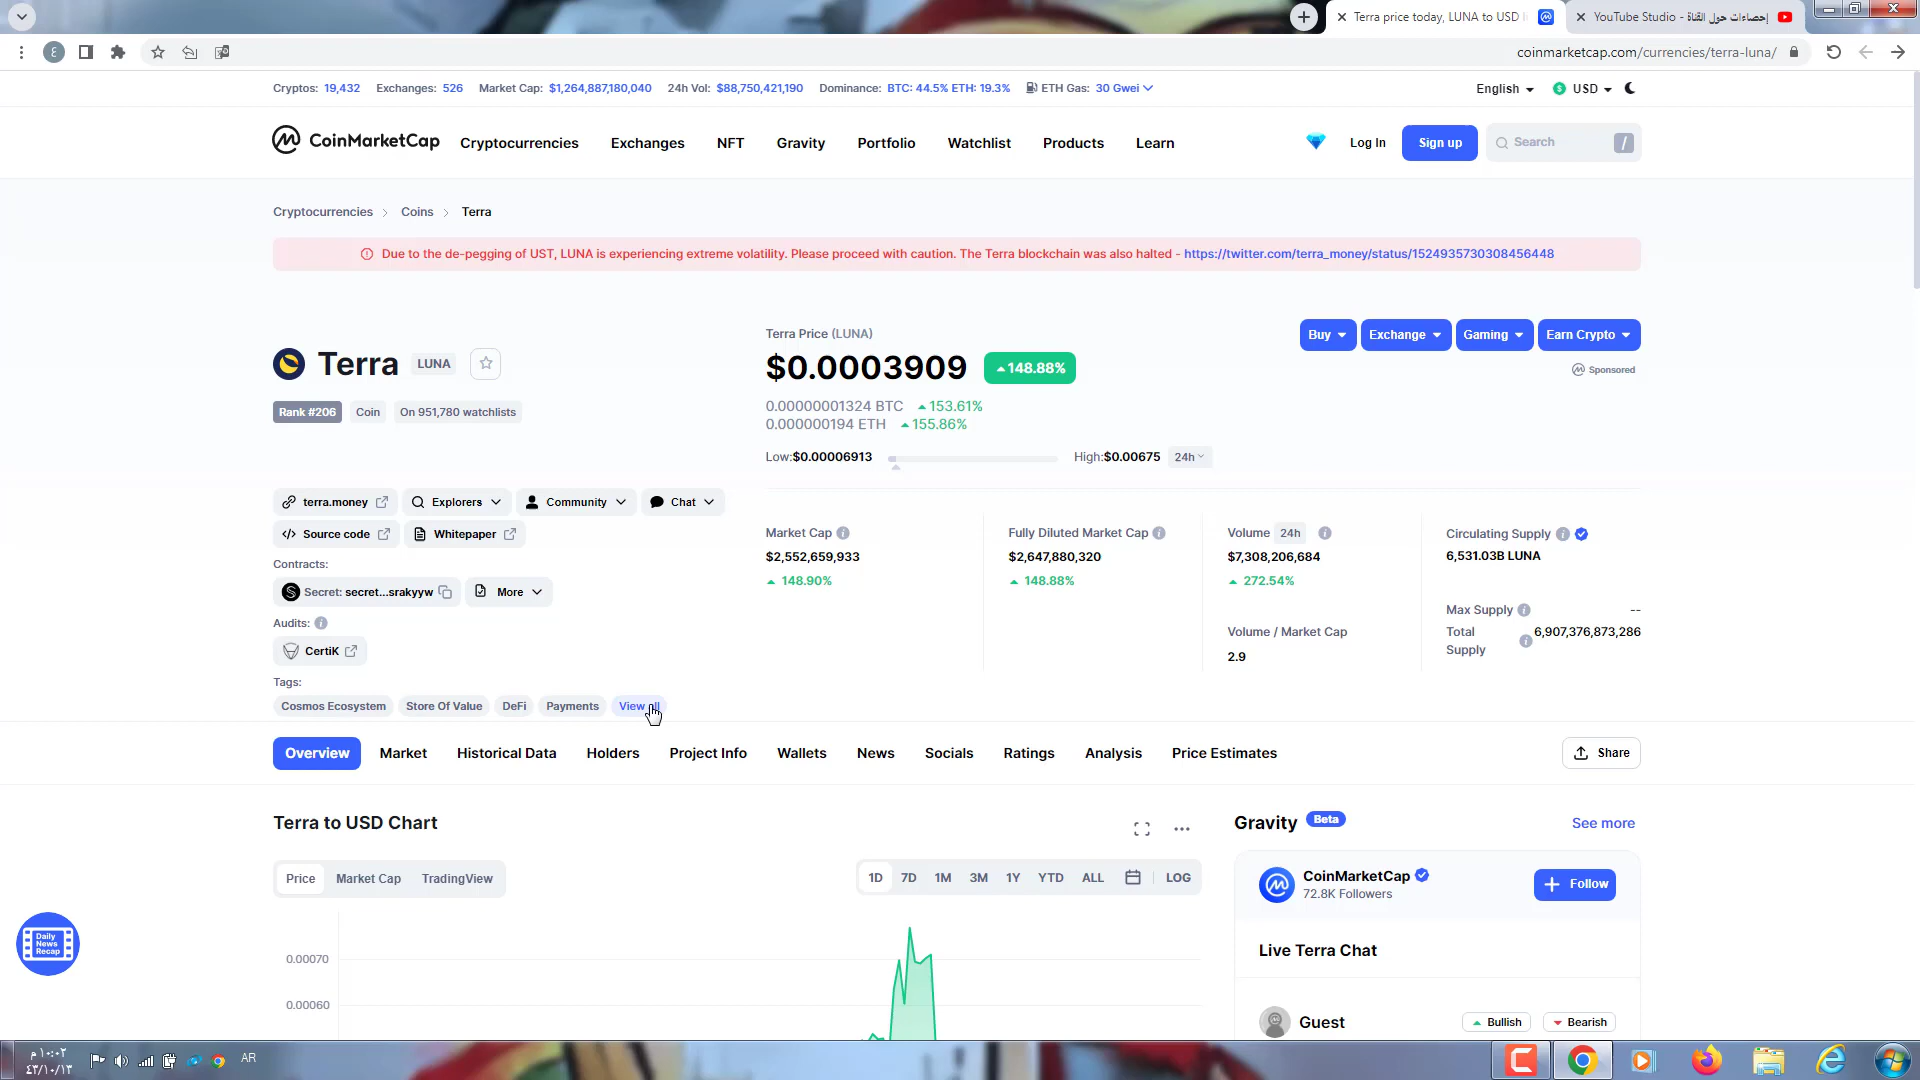 Terra price today, LUNA to USD
YouTube Studio - إحصاءات حول القناة
coinmarketcap.com/currencies/terra-luna/
Cryptos: 19,432 Exchanges: 526 Market Cap: $1,264,887,180,040 24h Vol: $88,750,421,190 Dominance: BTC: 44.5% ETH: 19.3% ETH Gas: 30 Gwei
English USD
CoinMarketCap Cryptocurrencies Exchanges NFT Gravity Portfolio Watchlist Products Learn Log In Sign up Search /
Cryptocurrencies Coins Terra
Due to the de-pegging of UST, LUNA is experiencing extreme volatility. Please proceed with caution. The Terra blockchain was also halted - https://twitter.com/terra_money/status/1524935730308456448
Terra LUNA
Rank #206 Coin On 951,780 watchlists
Terra Price (LUNA)
$0.0003909 148.88%
0.00000001324 BTC 153.61%
0.000000194 ETH 155.86%
Low:$0.00006913 High:$0.00675 24h
Buy Exchange Gaming Earn Crypto
Sponsored
terra.money Explorers Community Chat
Source code Whitepaper
Contracts:
Secret: secret...srakyyw More
Audits:
CertiK
Tags:
Cosmos Ecosystem Store Of Value DeFi Payments View
Market Cap
$2,552,659,933
148.90%
Fully Diluted Market Cap
$2,647,880,320
148.88%
Volume 24h
$7,308,206,684
272.54%
Volume / Market Cap
2.9
Circulating Supply
6,531.03B LUNA
Max Supply --
Total Supply 6,907,376,873,286
Overview Market Historical Data Holders Project Info Wallets News Socials Ratings Analysis Price Estimates Share
Terra to USD Chart
Price Market Cap TradingView
1D 7D 1M 3M 1Y YTD ALL LOG
0.00070
0.00060
Gravity Beta See more
CoinMarketCap
72.8K Followers
Follow
Live Terra Chat
Guest Bullish Bearish
Daily
News
Recap
١٠:٠٢ م
٤٣/١٠/١٣
AR